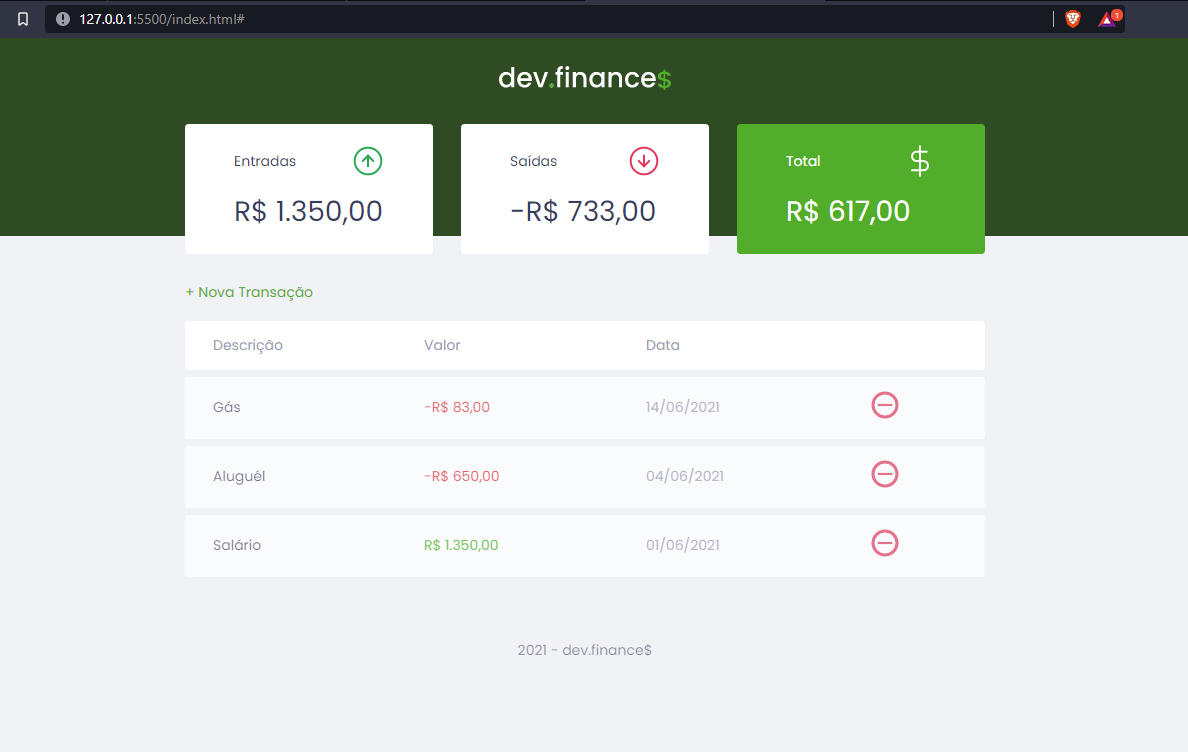 127.0.0.1:5500/index.html#
1
dev.finance$
Entradas
R$ 1.350,00
Saídas
-R$ 733,00
Total
$
R$ 617,00
+ Nova Transação
Descrição Valor Data
Gás -R$ 83,00 14/06/2021
Aluguél -R$ 650,00 04/06/2021
Salário R$ 1.350,00 01/06/2021
2021 - dev.finance$